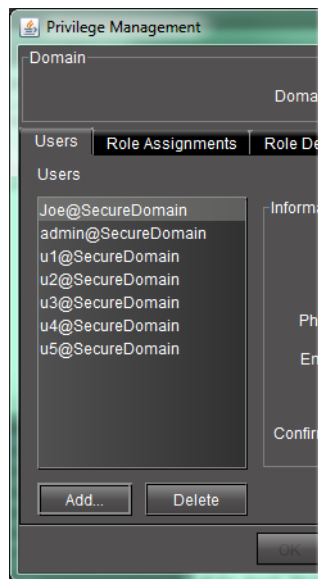 Privilege Management
Domain
Doma
Users Role Assignments Role De
Users
Joe@SecureDomain
admin@SecureDomain
u1@SecureDomain
u2@SecureDomain
u3@SecureDomain
u4@SecureDomain
u5@SecureDomain
Informa
Ph
En
Confir
Add... Delete
OK